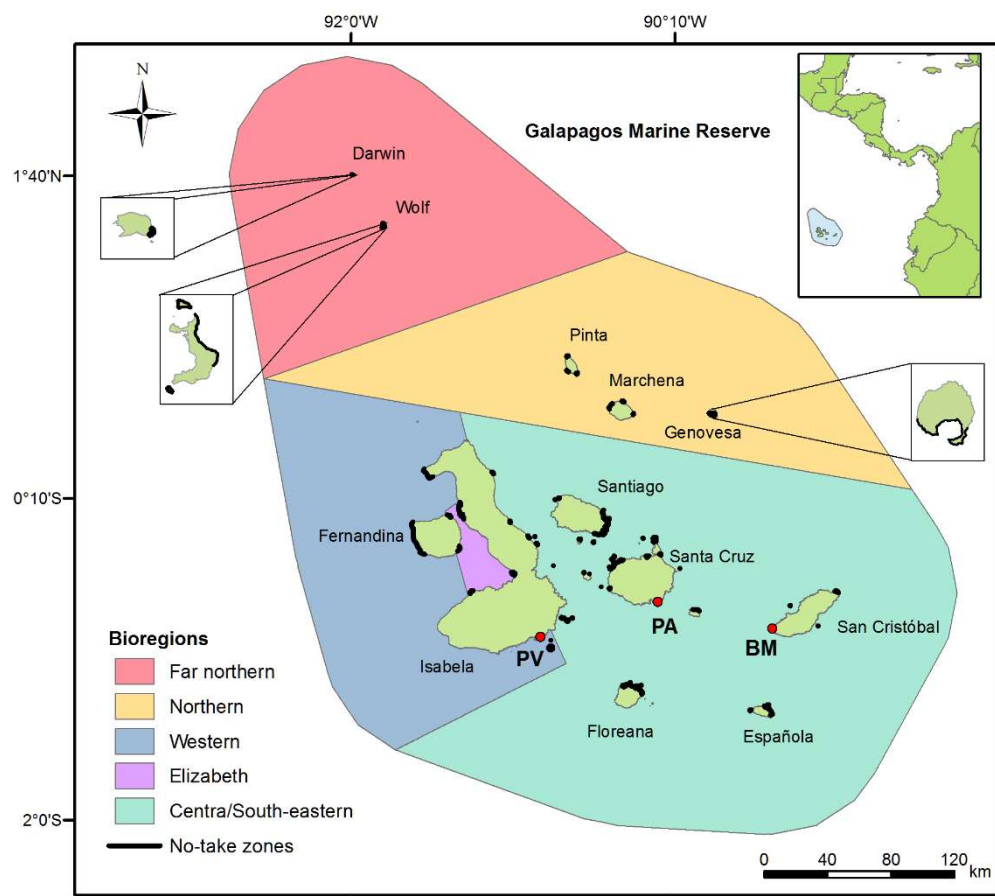 92°0'W
90°10'W
N
Galapagos Marine Reserve
Darwin
1°40'N
Wolf
Pinta
Marchena
Genovesa
0°10'S
Santiago
Fernandina
Santa Cruz
PA
San Cristóbal
BM
Isabela
PV
Floreana
Española
Bioregions
Far northern
Northern
Western
Elizabeth
Centra/South-eastern
No-take zones
2°0'S
0 40 80 120
km